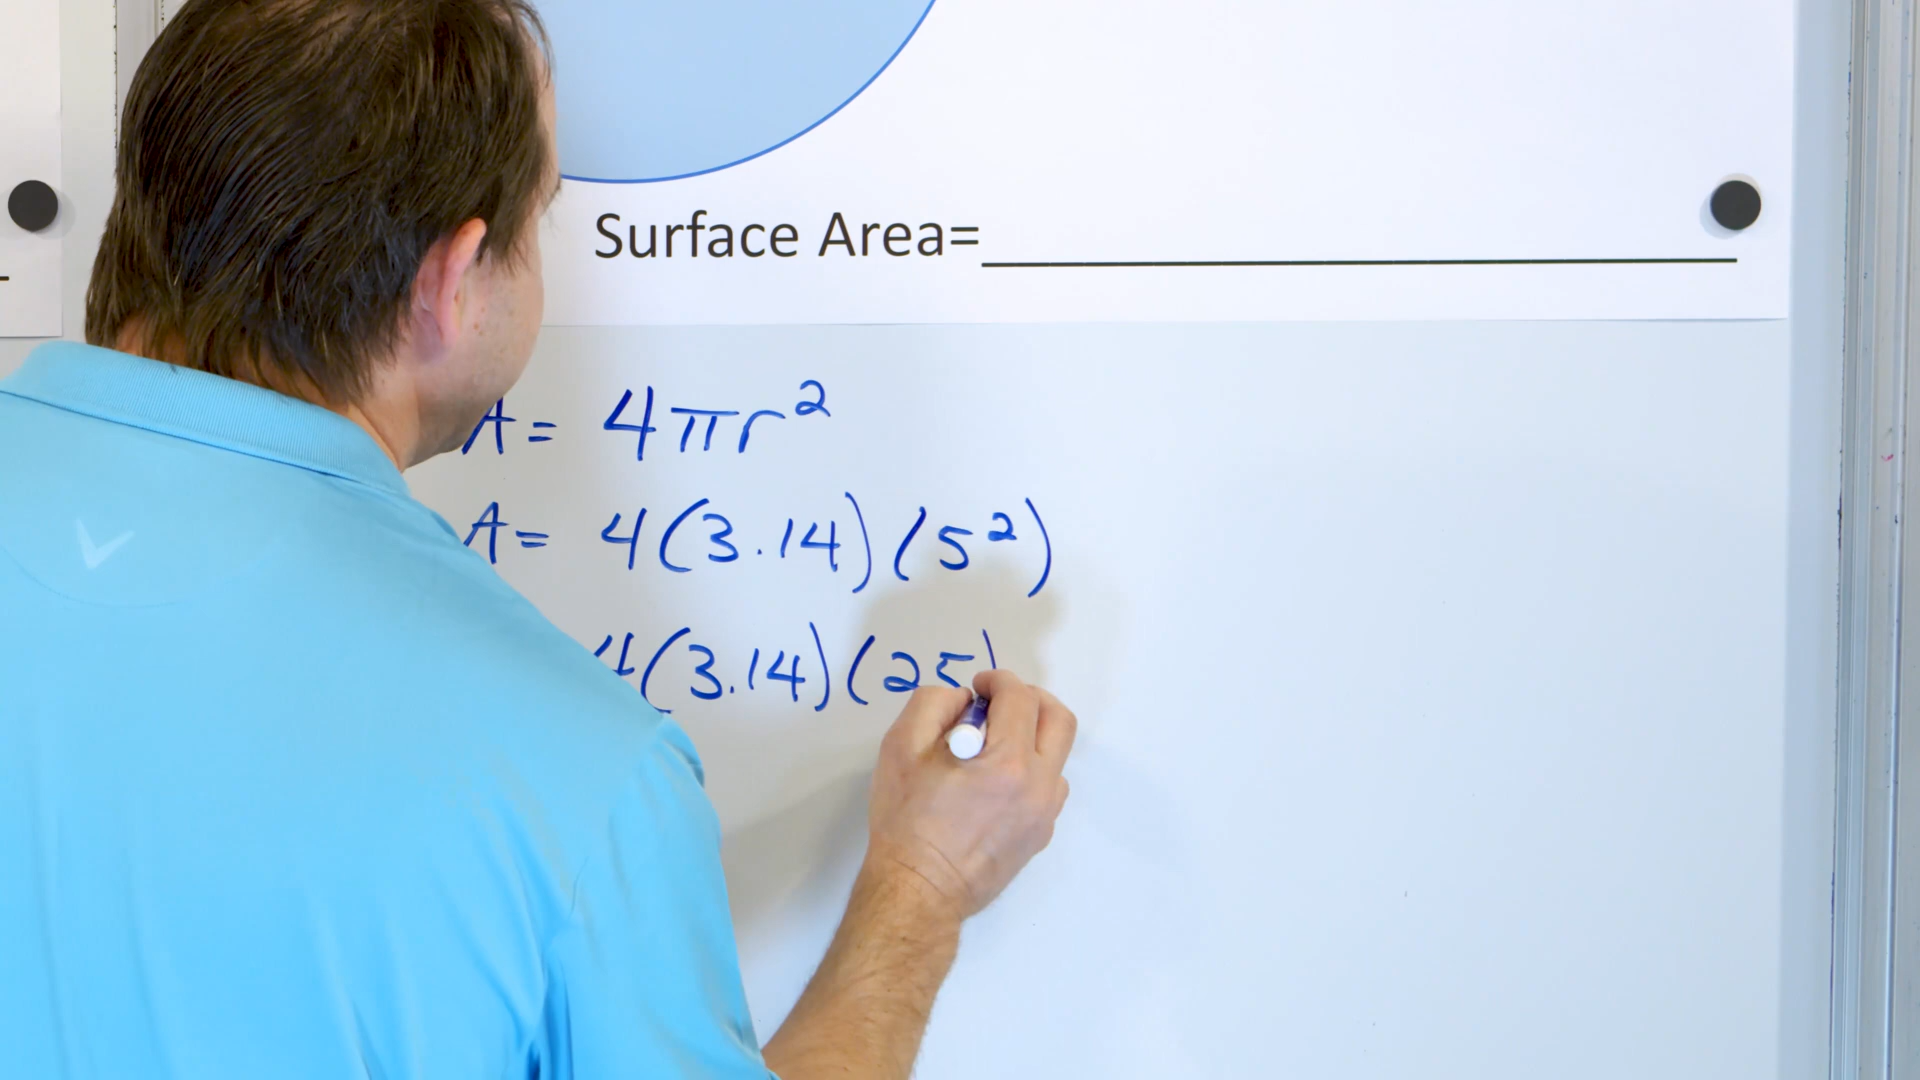 Surface Area=
A = 4πr²
A = 4(3.14)(5²)
4(3.14)(25)